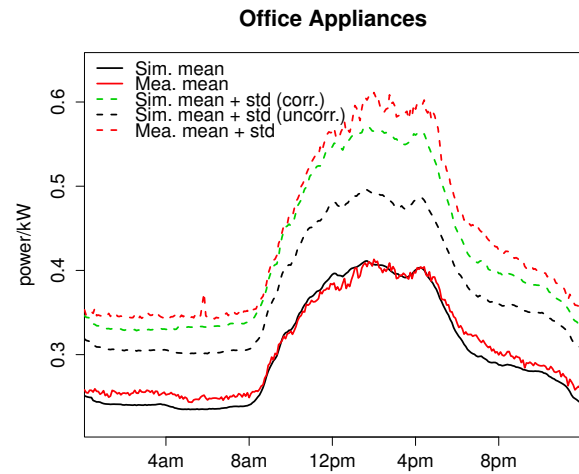 Office Appliances
Sim. mean
Mea. mean
Sim. mean + std (corr.)
Sim. mean + std (uncorr.)
Mea. mean + std
power/kW
0.6
0.5
0.4
0.3
4am 8am 12pm 4pm 8pm